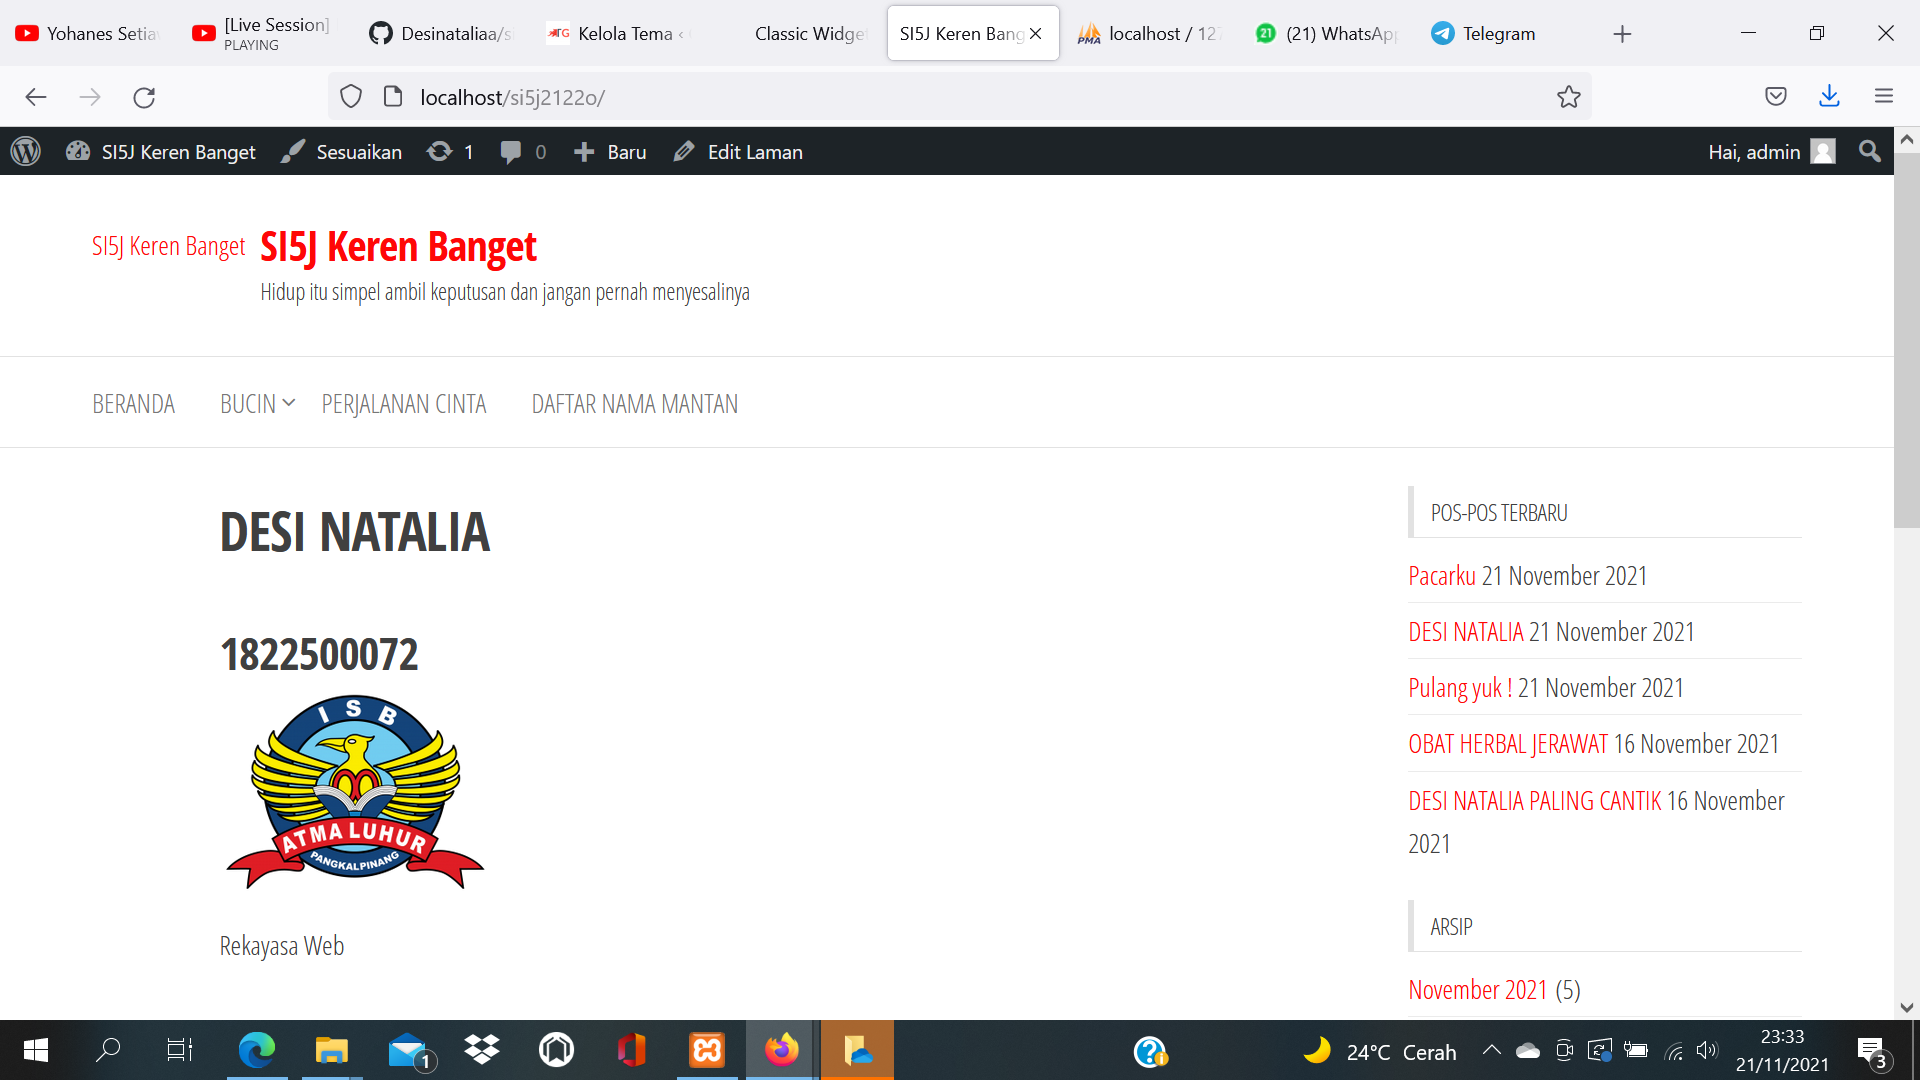 Yohanes Setia
[Live Session]
PLAYING
Desinataliaa/s
Kelola Tema ‹
Classic Widge
SI5J Keren Bang
localhost / 127
(21) WhatsApp
Telegram
localhost/si5j2122o/
SI5J Keren Banget
Sesuaikan
1
0
Baru
Edit Laman
Hai, admin
SI5J Keren Banget
SI5J Keren Banget
Hidup itu simpel ambil keputusan dan jangan pernah menyesalinya
BERANDA
BUCIN
PERJALANAN CINTA
DAFTAR NAMA MANTAN
DESI NATALIA
1822500072
ISB
ATMA LUHUR
PANGKALPINANG
Rekayasa Web
POS-POS TERBARU
Pacarku 21 November 2021
DESI NATALIA 21 November 2021
Pulang yuk ! 21 November 2021
OBAT HERBAL JERAWAT 16 November 2021
DESI NATALIA PALING CANTIK 16 November
2021
ARSIP
November 2021 (5)
1
24°C Cerah
23:33
21/11/2021
3